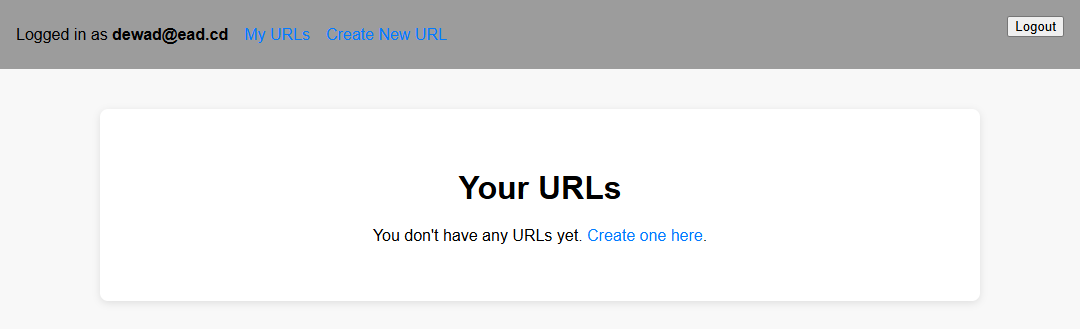 Logged in as dewad@ead.cd My URLs Create New URL Logout
Your URLs
You don't have any URLs yet. Create one here.